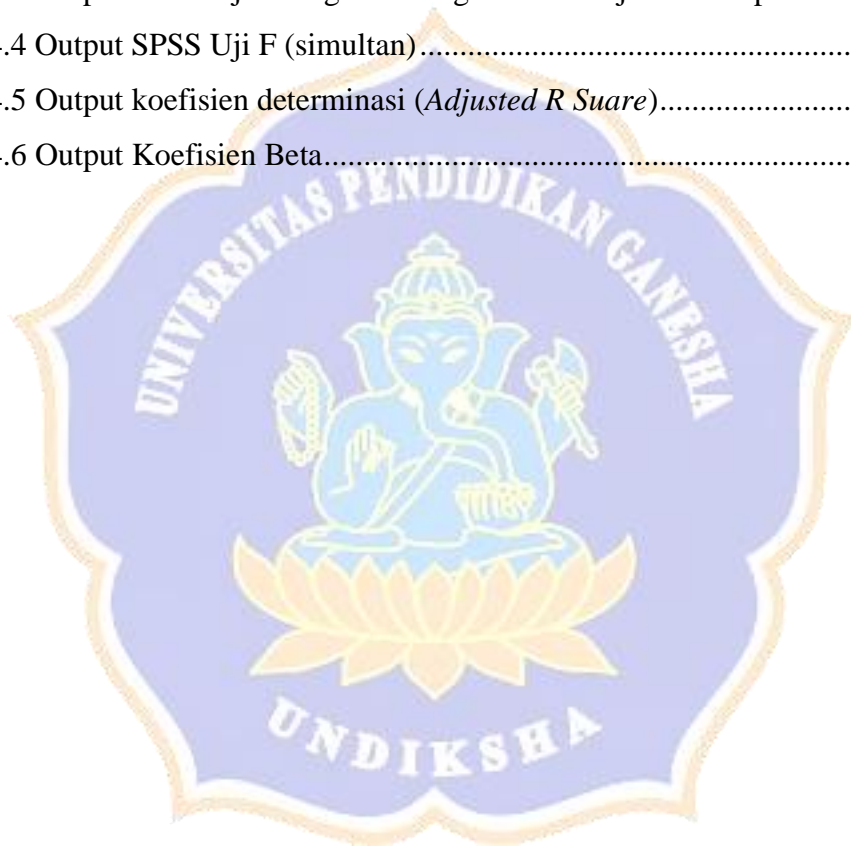 .4 Output SPSS Uji F (simultan)
.5 Output koefisien determinasi (Adjusted R Suare)
.6 Output Koefisien Beta
UNIVERSITAS PENDIDIKAN GANESHA
UNDIKSHA